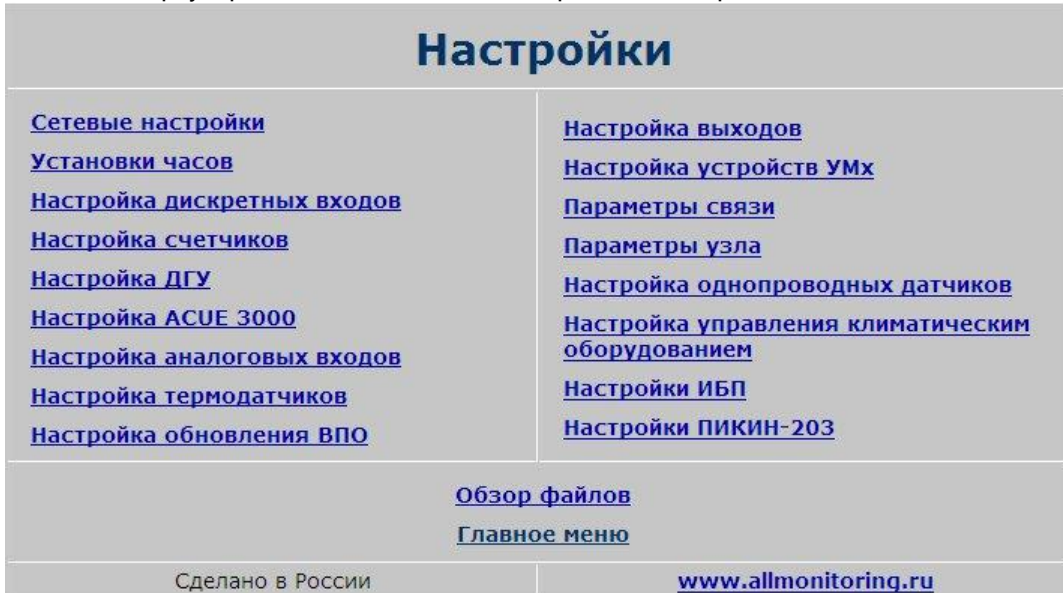 Настройки
Сетевые настройки
Установки часов
Настройка дискретных входов
Настройка счетчиков
Настройка ДГУ
Настройка ACUE 3000
Настройка аналоговых входов
Настройка термодатчиков
Настройка обновления ВПО
Настройка выходов
Настройка устройств УМх
Параметры связи
Параметры узла
Настройка однопроводных датчиков
Настройка управления климатическим
оборудованием
Настройки ИБП
Настройки ПИКИН-203
Обзор файлов
Главное меню
Сделано в России
www.allmonitoring.ru